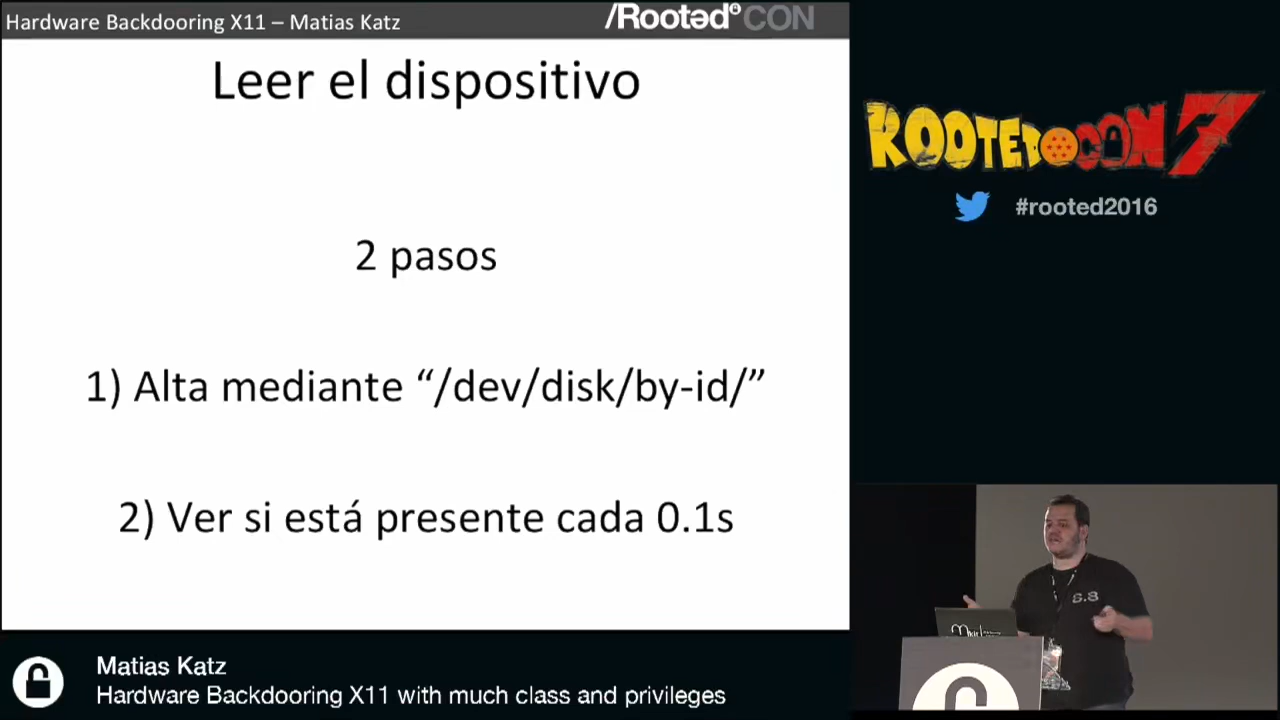 Hardware Backdooring X11 – Matias Katz
/Rooted CON
Leer el dispositivo
2 pasos
1) Alta mediante “/dev/disk/by-id/”
2) Ver si está presente cada 0.1s
ROOTED CON 7
#rooted2016
Matias Katz
Hardware Backdooring X11 with much class and privileges